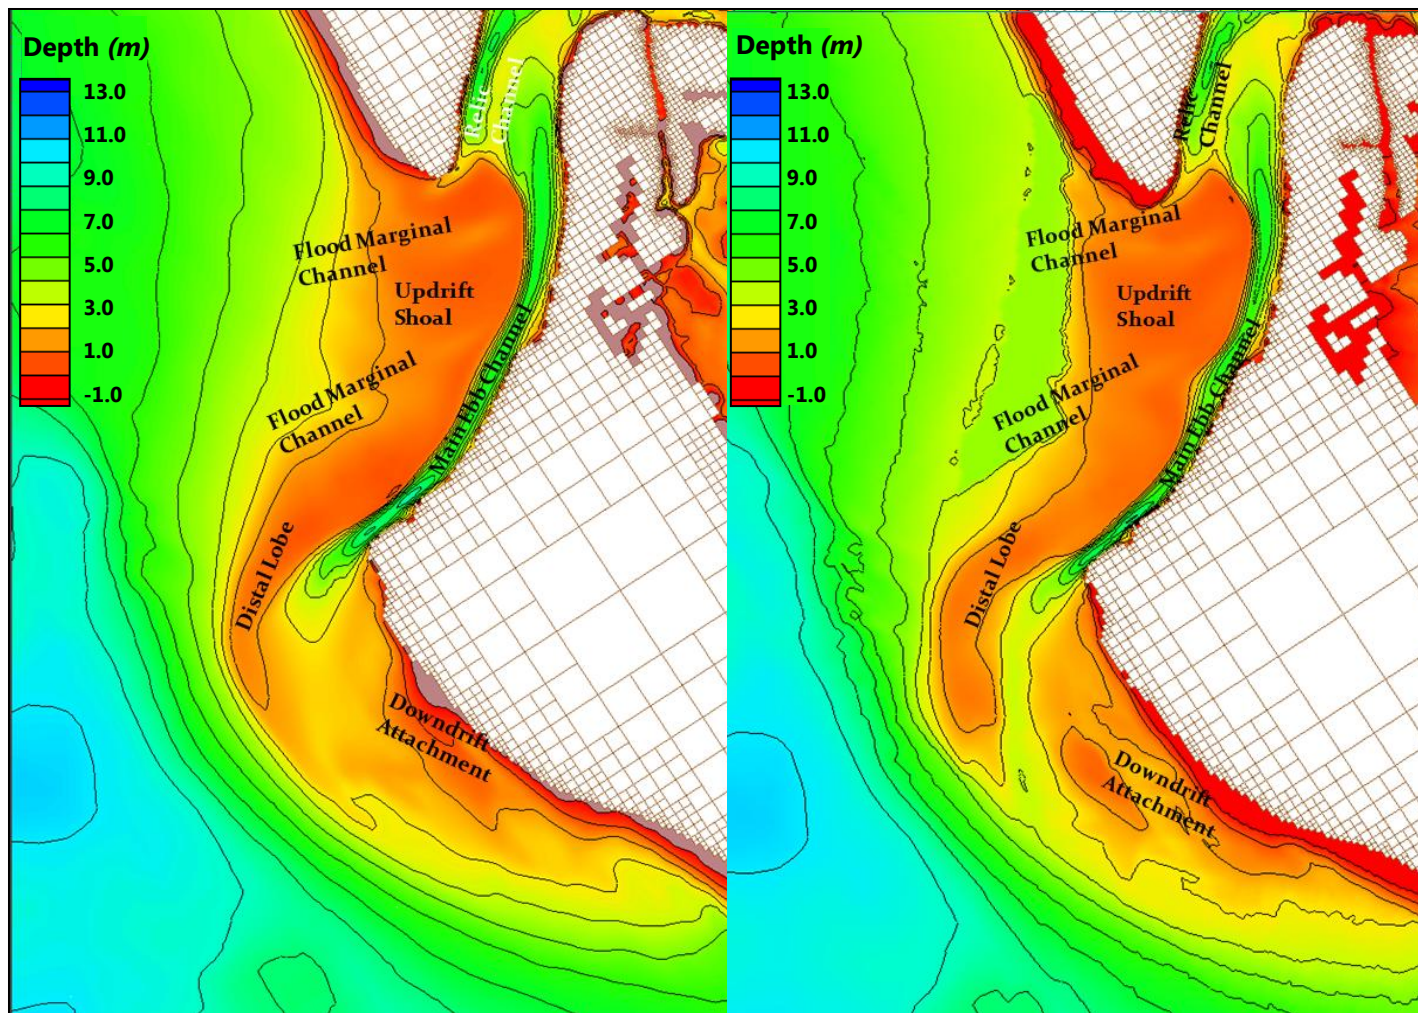 Depth (m)
13.0
11.0
9.0
7.0
5.0
3.0
1.0
-1.0
Relic
Channel
Flood Marginal
Channel
Updrift
Shoal
Flood Marginal
Channel
Main Ebb Channel
Distal Lobe
Downdrift
Attachment
Depth (m)
13.0
11.0
9.0
7.0
5.0
3.0
1.0
-1.0
Relic
Channel
Flood Marginal
Channel
Updrift
Shoal
Flood Marginal
Channel
Main Ebb Channel
Distal Lobe
Downdrift
Attachment